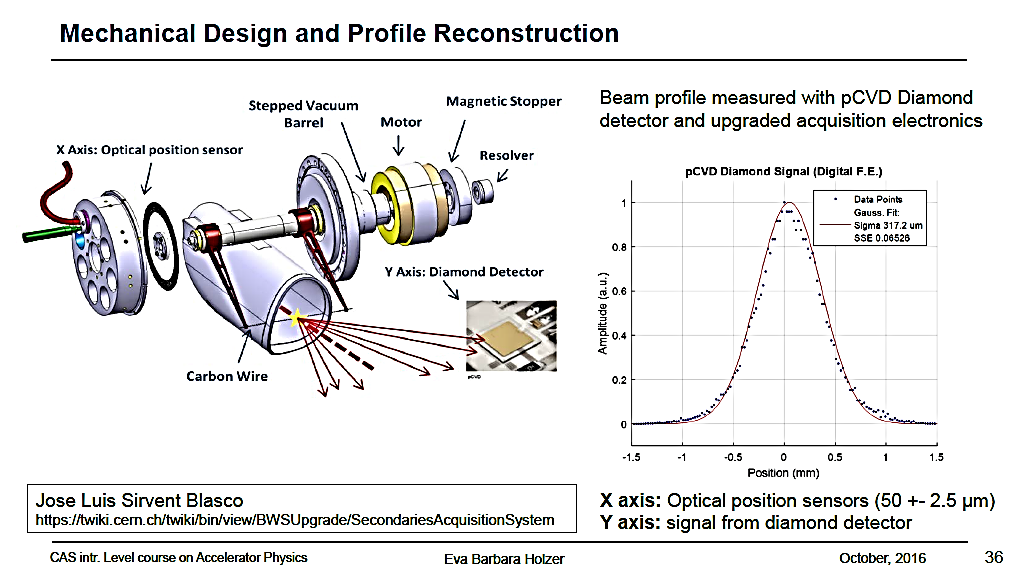 Mechanical Design and Profile Reconstruction
Stepped Vacuum
Barrel
Motor
Magnetic Stopper
Resolver
X Axis: Optical position sensor
Y Axis: Diamond Detector
Carbon Wire
pCVD
Beam profile measured with pCVD Diamond
detector and upgraded acquisition electronics
pCVD Diamond Signal (Digital F.E.)
Data Points
Gauss. Fit:
Sigma 317.2 um
SSE 0.06526
Amplitude (a.u.)
1
0.8
0.6
0.4
0.2
0
-1.5 -1 -0.5 0 0.5 1 1.5
Position (mm)
X axis: Optical position sensors (50 +- 2.5 µm)
Y axis: signal from diamond detector
Jose Luis Sirvent Blasco
https://twiki.cern.ch/twiki/bin/view/BWSUpgrade/SecondariesAcquisitionSystem
CAS intr. Level course on Accelerator Physics
Eva Barbara Holzer
October, 2016
36